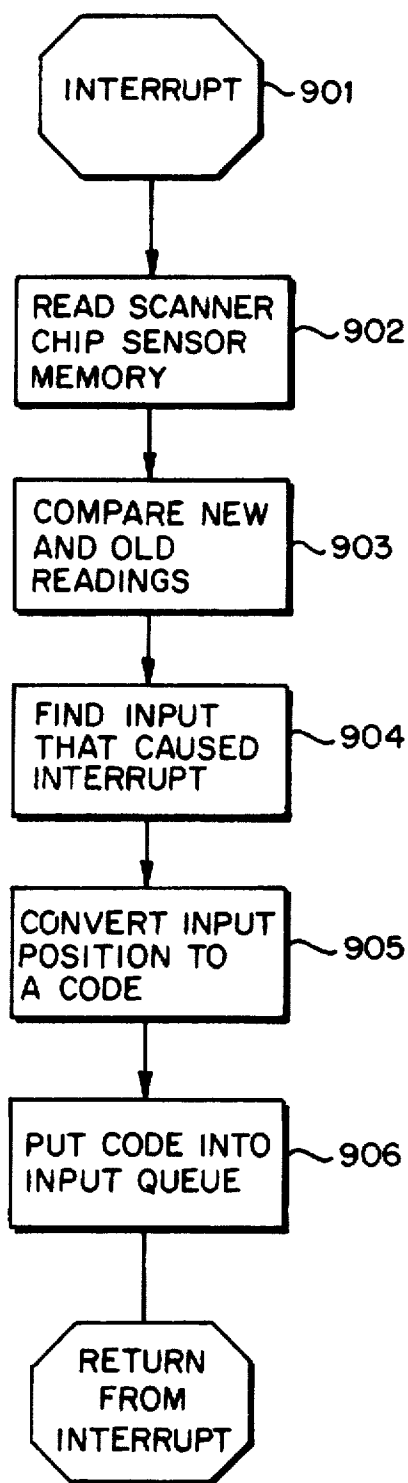 INTERRUPT 901
READ SCANNER
CHIP SENSOR 902
MEMORY
COMPARE NEW
AND OLD 903
READINGS
FIND INPUT
THAT CAUSED 904
INTERRUPT
CONVERT INPUT
POSITION TO 905
A CODE
PUT CODE INTO 906
INPUT QUEUE
RETURN
FROM
INTERRUPT